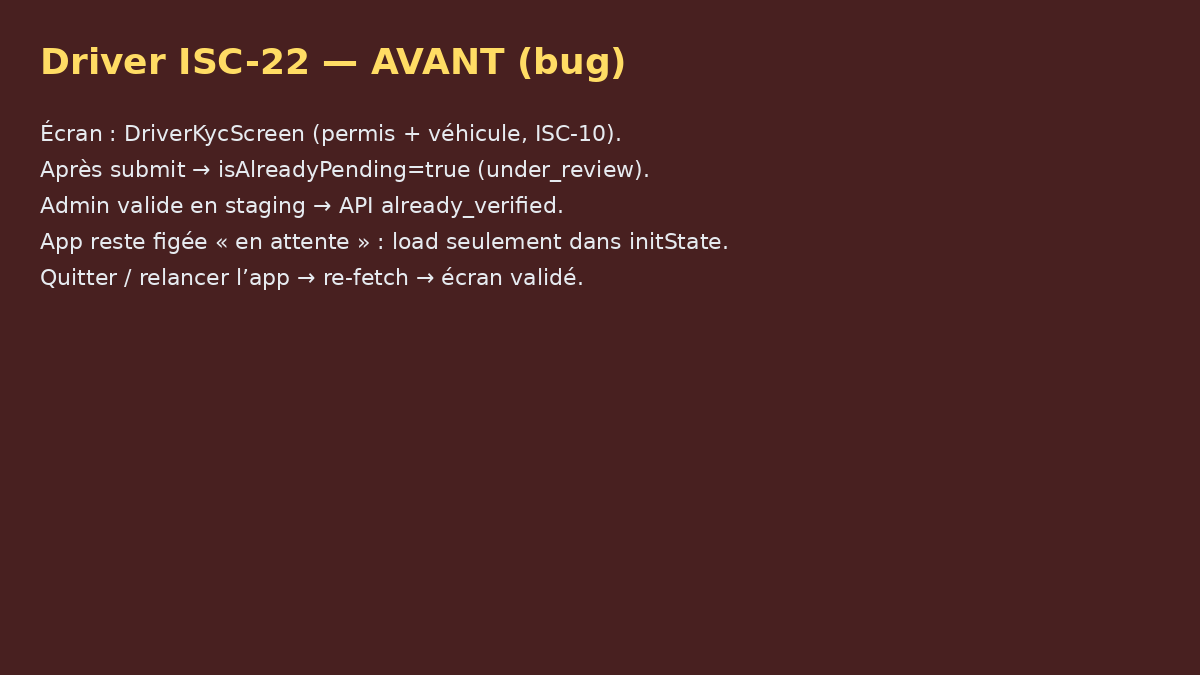 Driver ISC-22 — AVANT (bug)
Écran : DriverKycScreen (permis + véhicule, ISC-10).
Après submit → isAlreadyPending=true (under_review).
Admin valide en staging → API already_verified.
App reste figée « en attente » : load seulement dans initState.
Quitter / relancer l’app → re-fetch → écran validé.